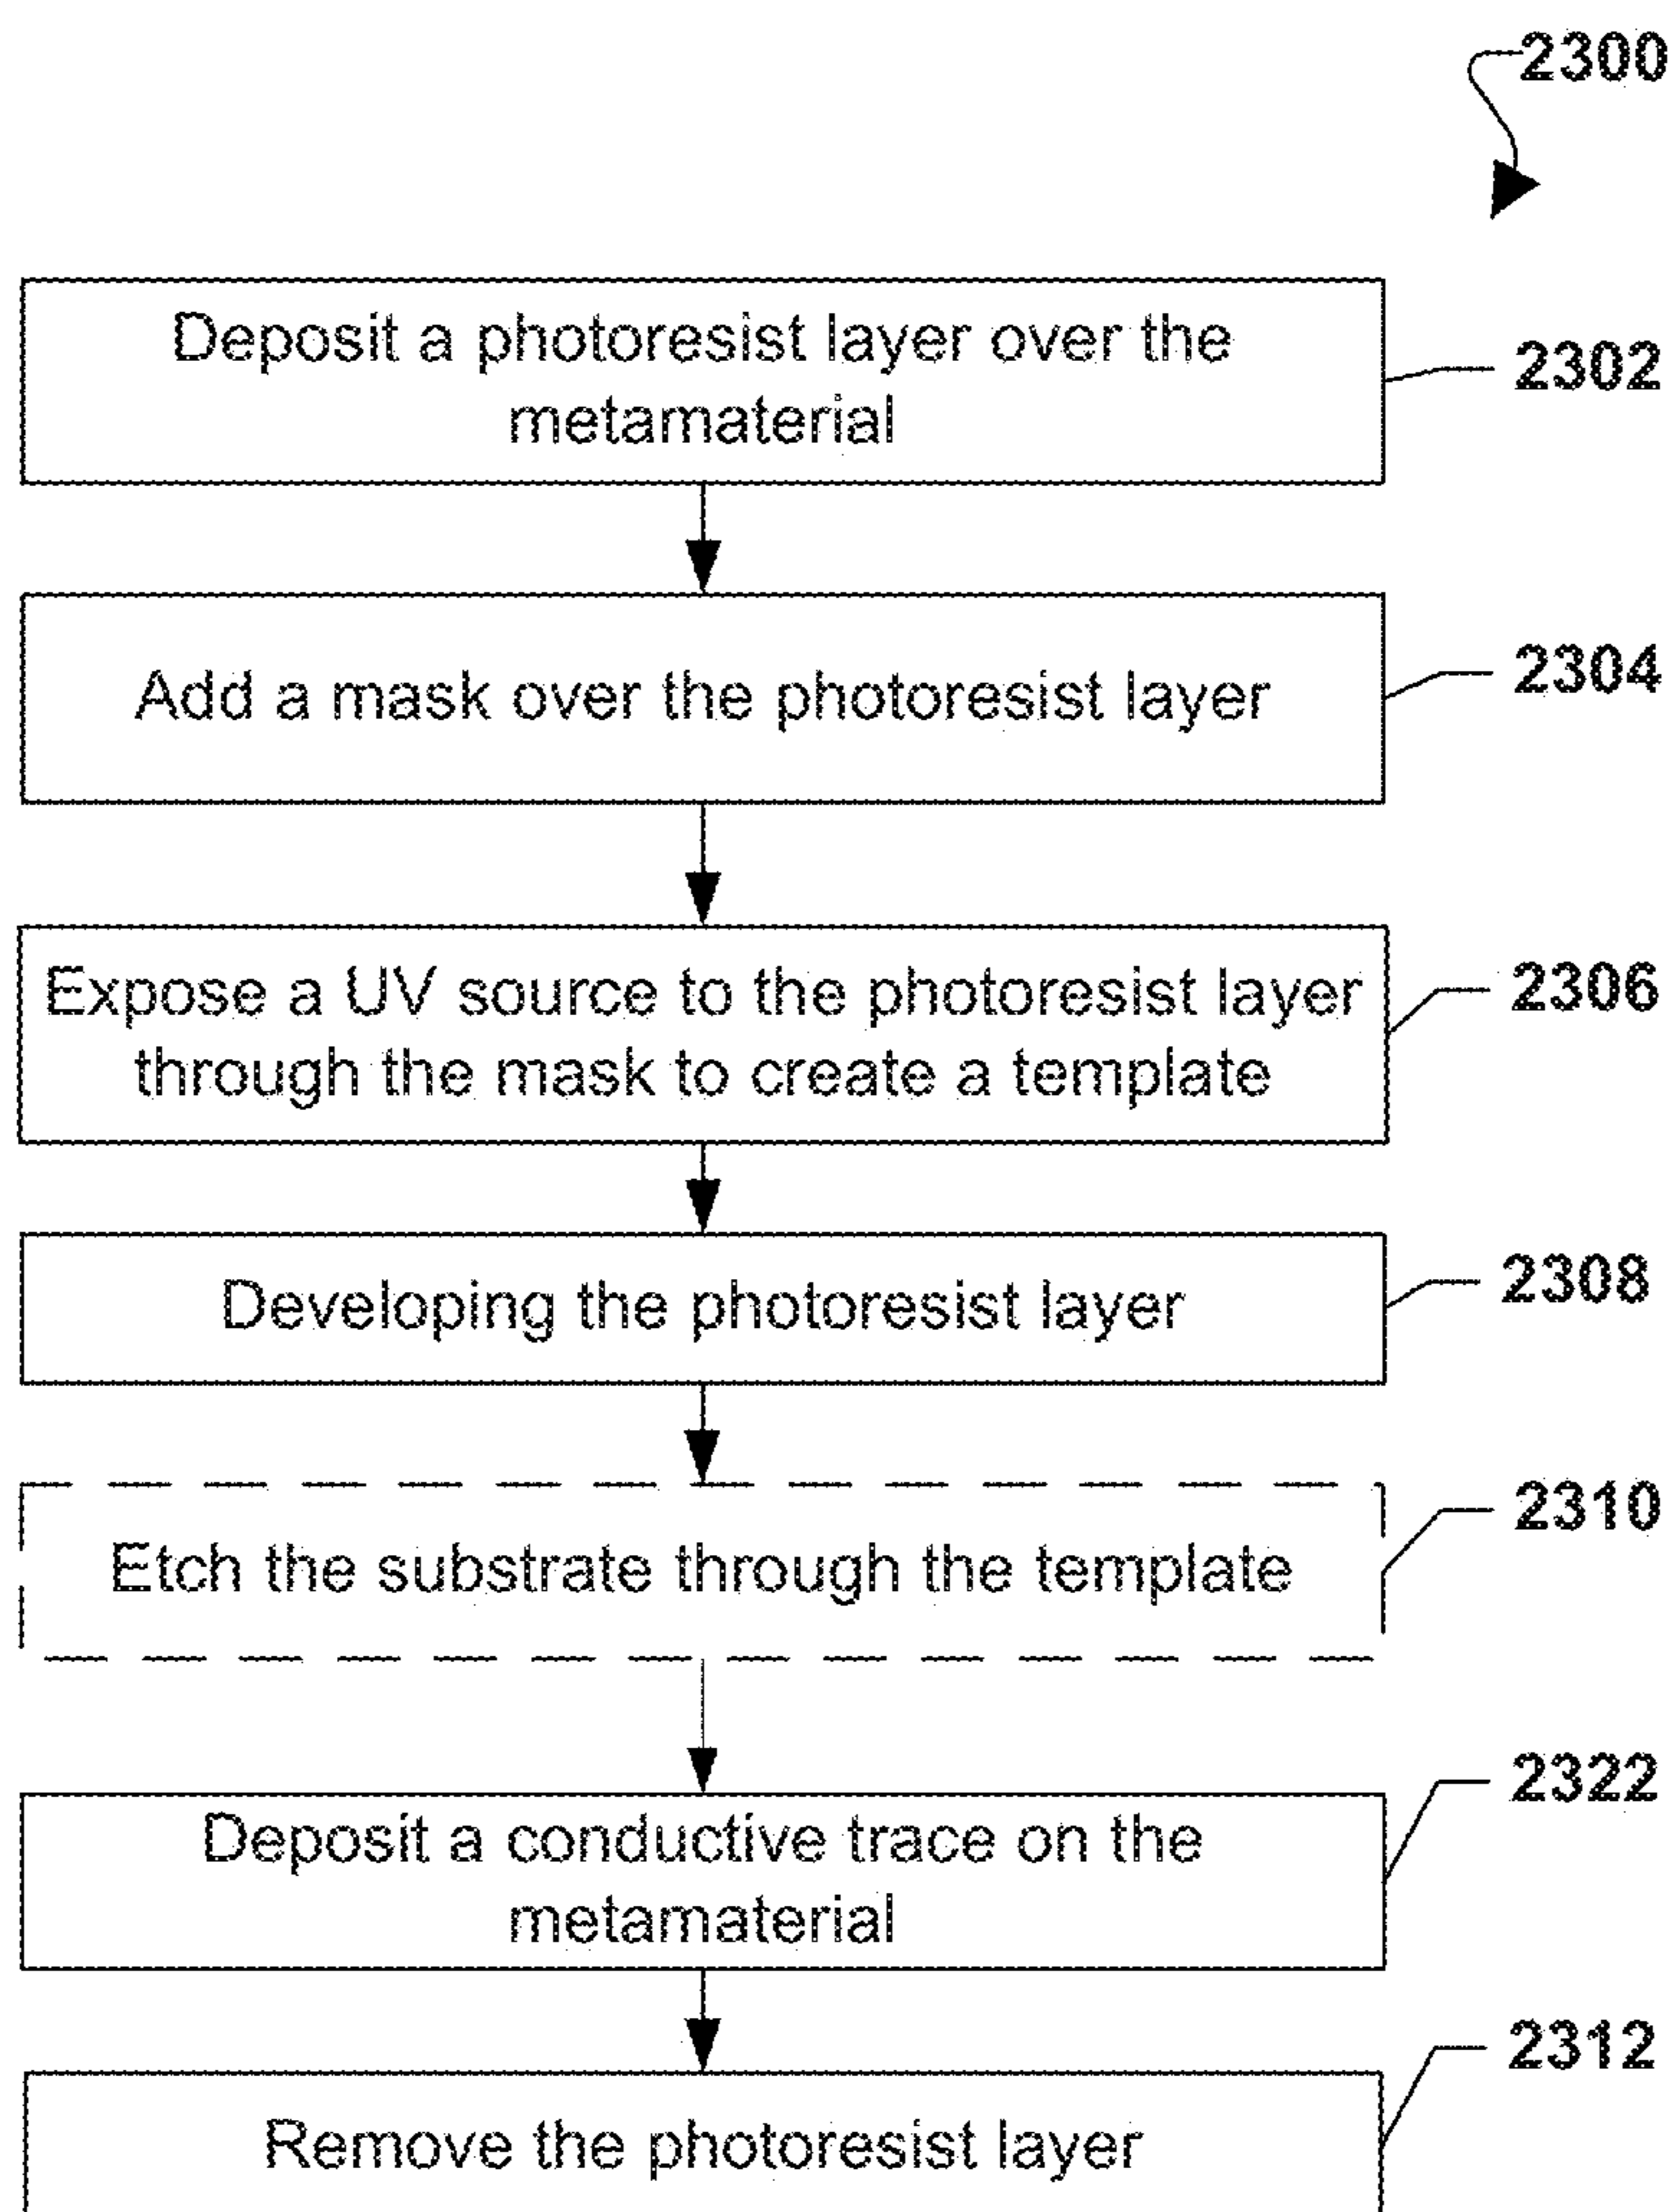 2300
Deposit a photoresist layer over the
metamaterial
2302
Add a mask over the photoresist layer
2304
Expose a UV source to the photoresist layer
through the mask to create a template
2306
Developing the photoresist layer
2308
Etch the substrate through the template
2310
Deposit a conductive trace on the
metamaterial
2322
Remove the photoresist layer
2312